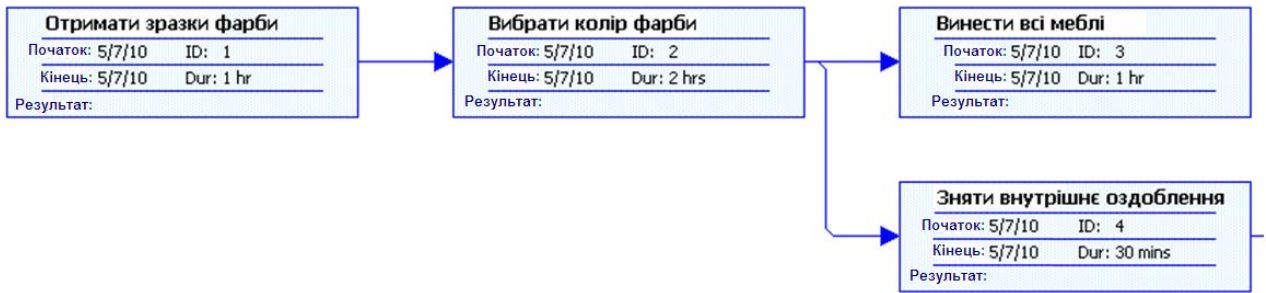 Отримати зразки фарби
Початок: 5/7/10 ID: 1
Кінець: 5/7/10 Dur: 1 hr
Результат:
Вибрати колір фарби
Початок: 5/7/10 ID: 2
Кінець: 5/7/10 Dur: 2 hrs
Результат:
Винести всі меблі
Початок: 5/7/10 ID: 3
Кінець: 5/7/10 Dur: 1 hr
Результат:
Зняти внутрішнє оздоблення
Початок: 5/7/10 ID: 4
Кінець: 5/7/10 Dur: 30 mins
Результат: